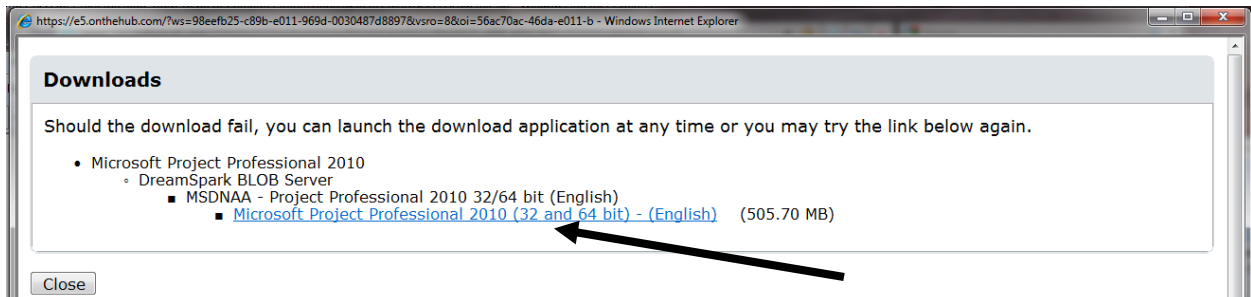 https://e5.onthehub.com/?ws=98eefb25-c89b-e011-969d-0030487d8897&vsro=8&oi=56ac70ac-46da-e011-b - Windows Internet Explorer
Downloads
Should the download fail, you can launch the download application at any time or you may try the link below again.
Microsoft Project Professional 2010
DreamSpark BLOB Server
MSDNAA - Project Professional 2010 32/64 bit (English)
Microsoft Project Professional 2010 (32 and 64 bit) - (English) (505.70 MB)
Close